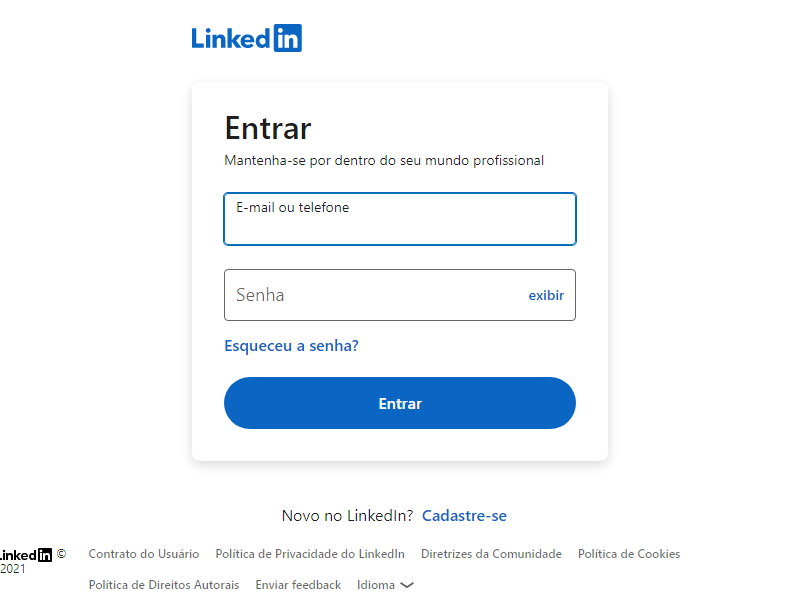 LinkedIn
Entrar
Mantenha-se por dentro do seu mundo profissional
E-mail ou telefone
Senha exibir
Esqueceu a senha?
Entrar
Novo no LinkedIn? Cadastre-se
Linkedin © Contrato do Usuário Política de Privacidade do LinkedIn Diretrizes da Comunidade Política de Cookies
2021
Política de Direitos Autorais Enviar feedback Idioma